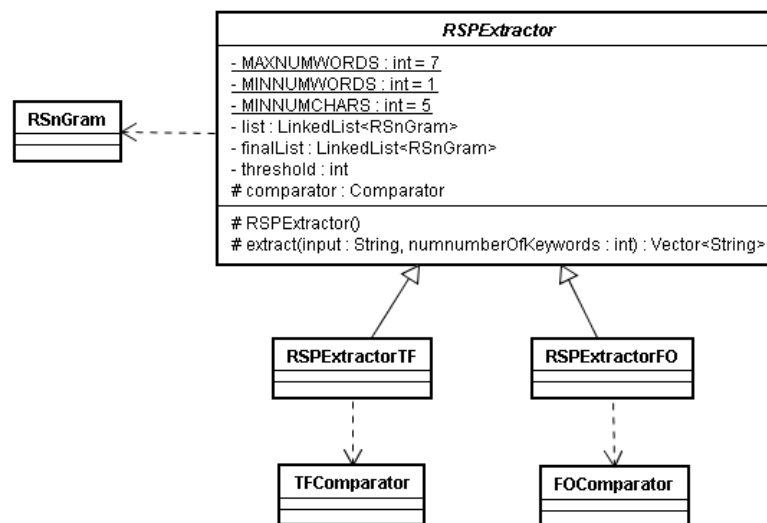 RSPExtractor
- MAXNUMWORDS : int = 7
- MINNUMWORDS : int = 1
- MINNUMCHARS : int = 5
- list : LinkedList<RSnGram>
- finalList : LinkedList<RSnGram>
- threshold : int
# comparator : Comparator
# RSPExtractor()
# extract(input : String, numnumberOfKeywords : int) : Vector<String>
RSnGram
RSPExtractorTF
RSPExtractorFO
TFComparator
FOComparator